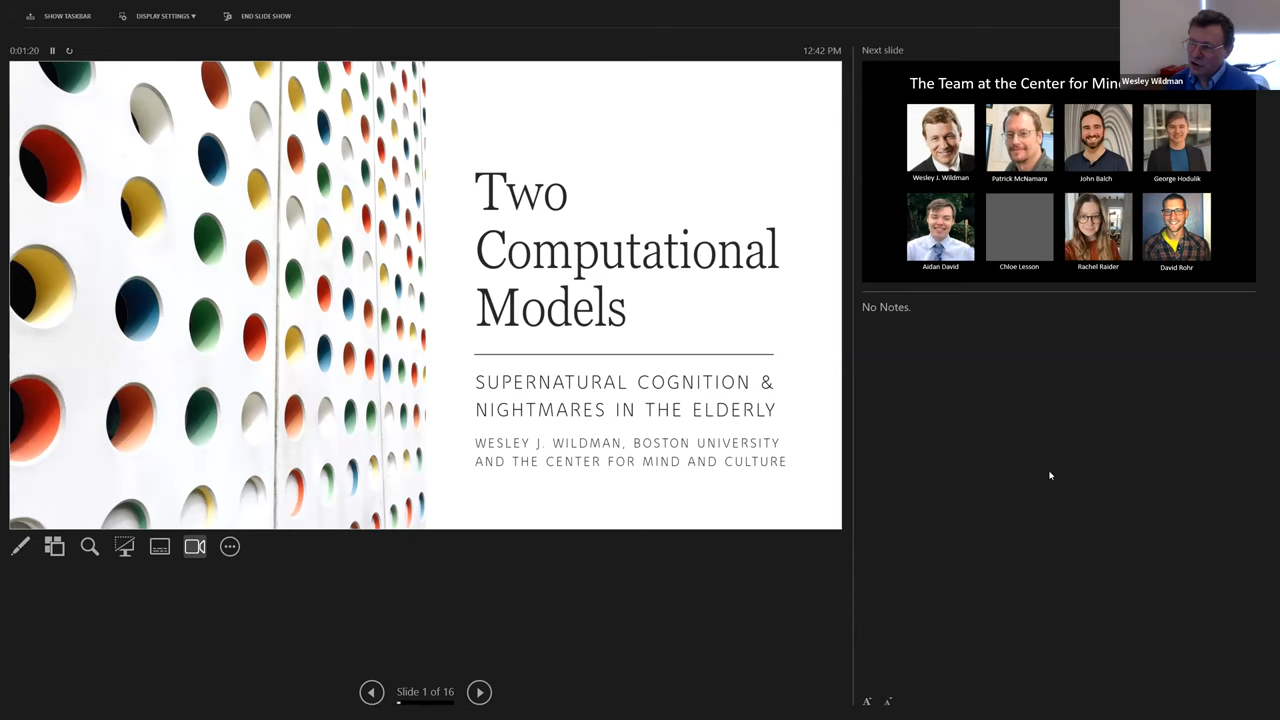 SHOW TASKBAR
DISPLAY SETTINGS ▾
END SLIDE SHOW
0:01:20
12:42 PM
Next slide
Wesley Wildman
Two
Computational
Models
SUPERNATURAL COGNITION &
NIGHTMARES IN THE ELDERLY
WESLEY J. WILDMAN, BOSTON UNIVERSITY
AND THE CENTER FOR MIND AND CULTURE
The Team at the Center for Min
Wesley J. Wildman
Patrick McNamara
John Balch
George Hodulik
Aidan David
Chloe Lesson
Rachel Raider
David Rohr
No Notes.
Slide 1 of 16
A
A